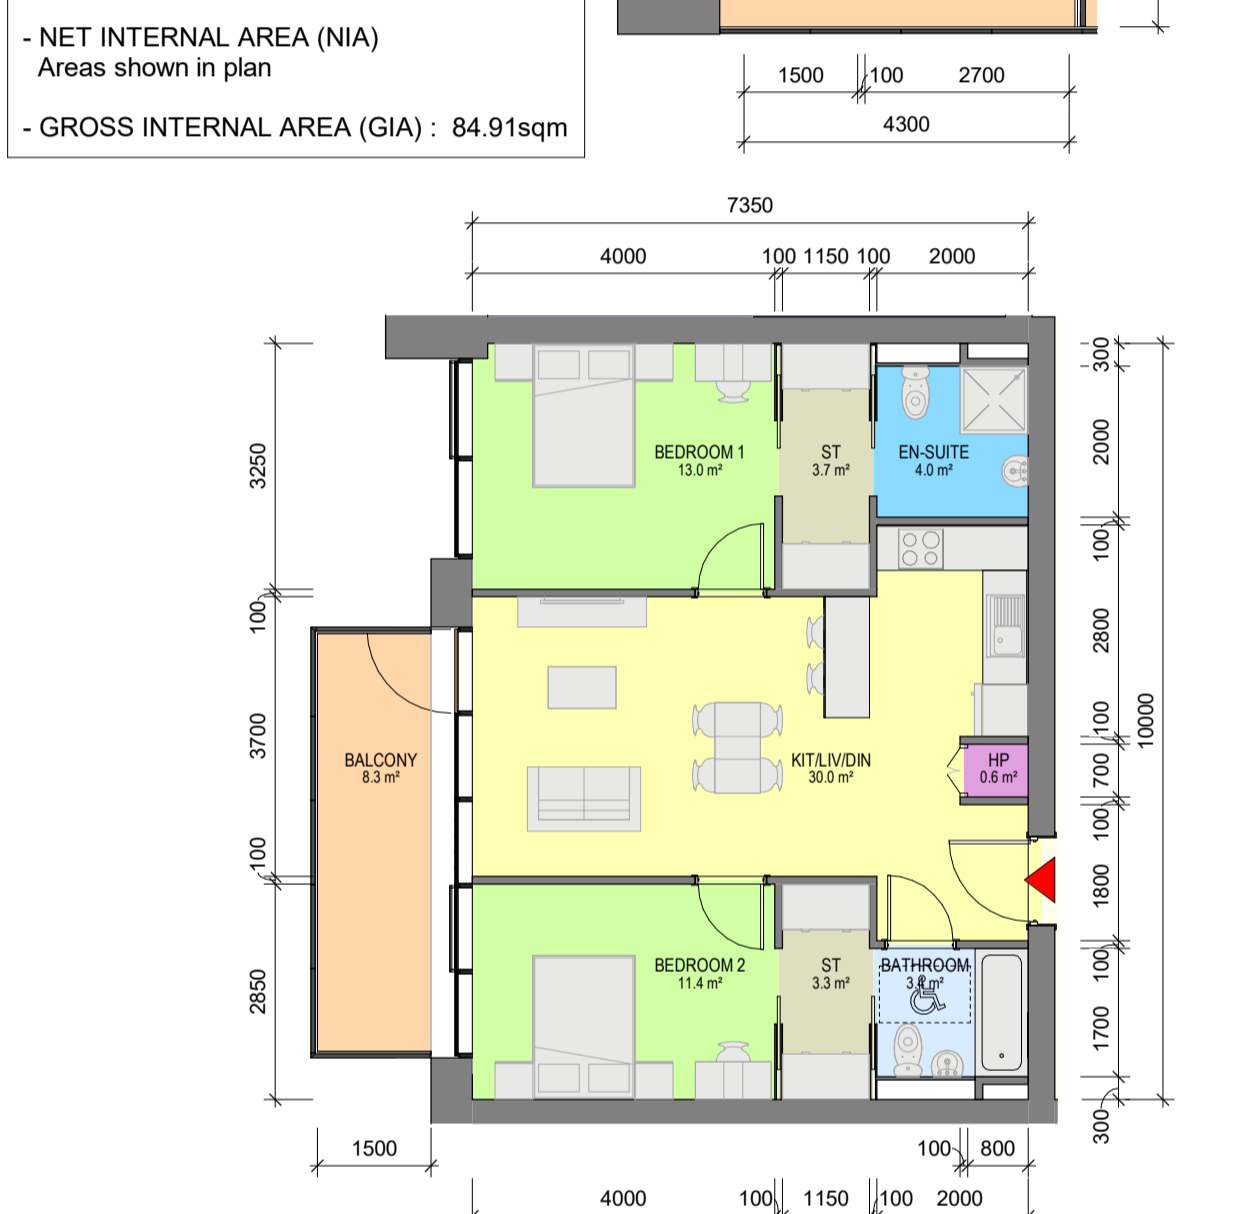 - NET INTERNAL AREA (NIA)
Areas shown in plan
- GROSS INTERNAL AREA (GIA) : 84.91sqm
1500 100 2700
4300
7350
4000 100 1150 100 2000
3250
100
3700
100
2850
BEDROOM 1
13.0 m²
ST
3.7 m²
EN-SUITE
4.0 m²
BALCONY
8.3 m²
KIT/LIV/DIN
30.0 m²
HP
0.6 m²
BEDROOM 2
11.4 m²
ST
3.3 m²
BATHROOM
3.4 m²
300
2000
100
2800
100
700
100
1800
100
1700
300
10000
1500
100 800
4000 100 1150 100 2000